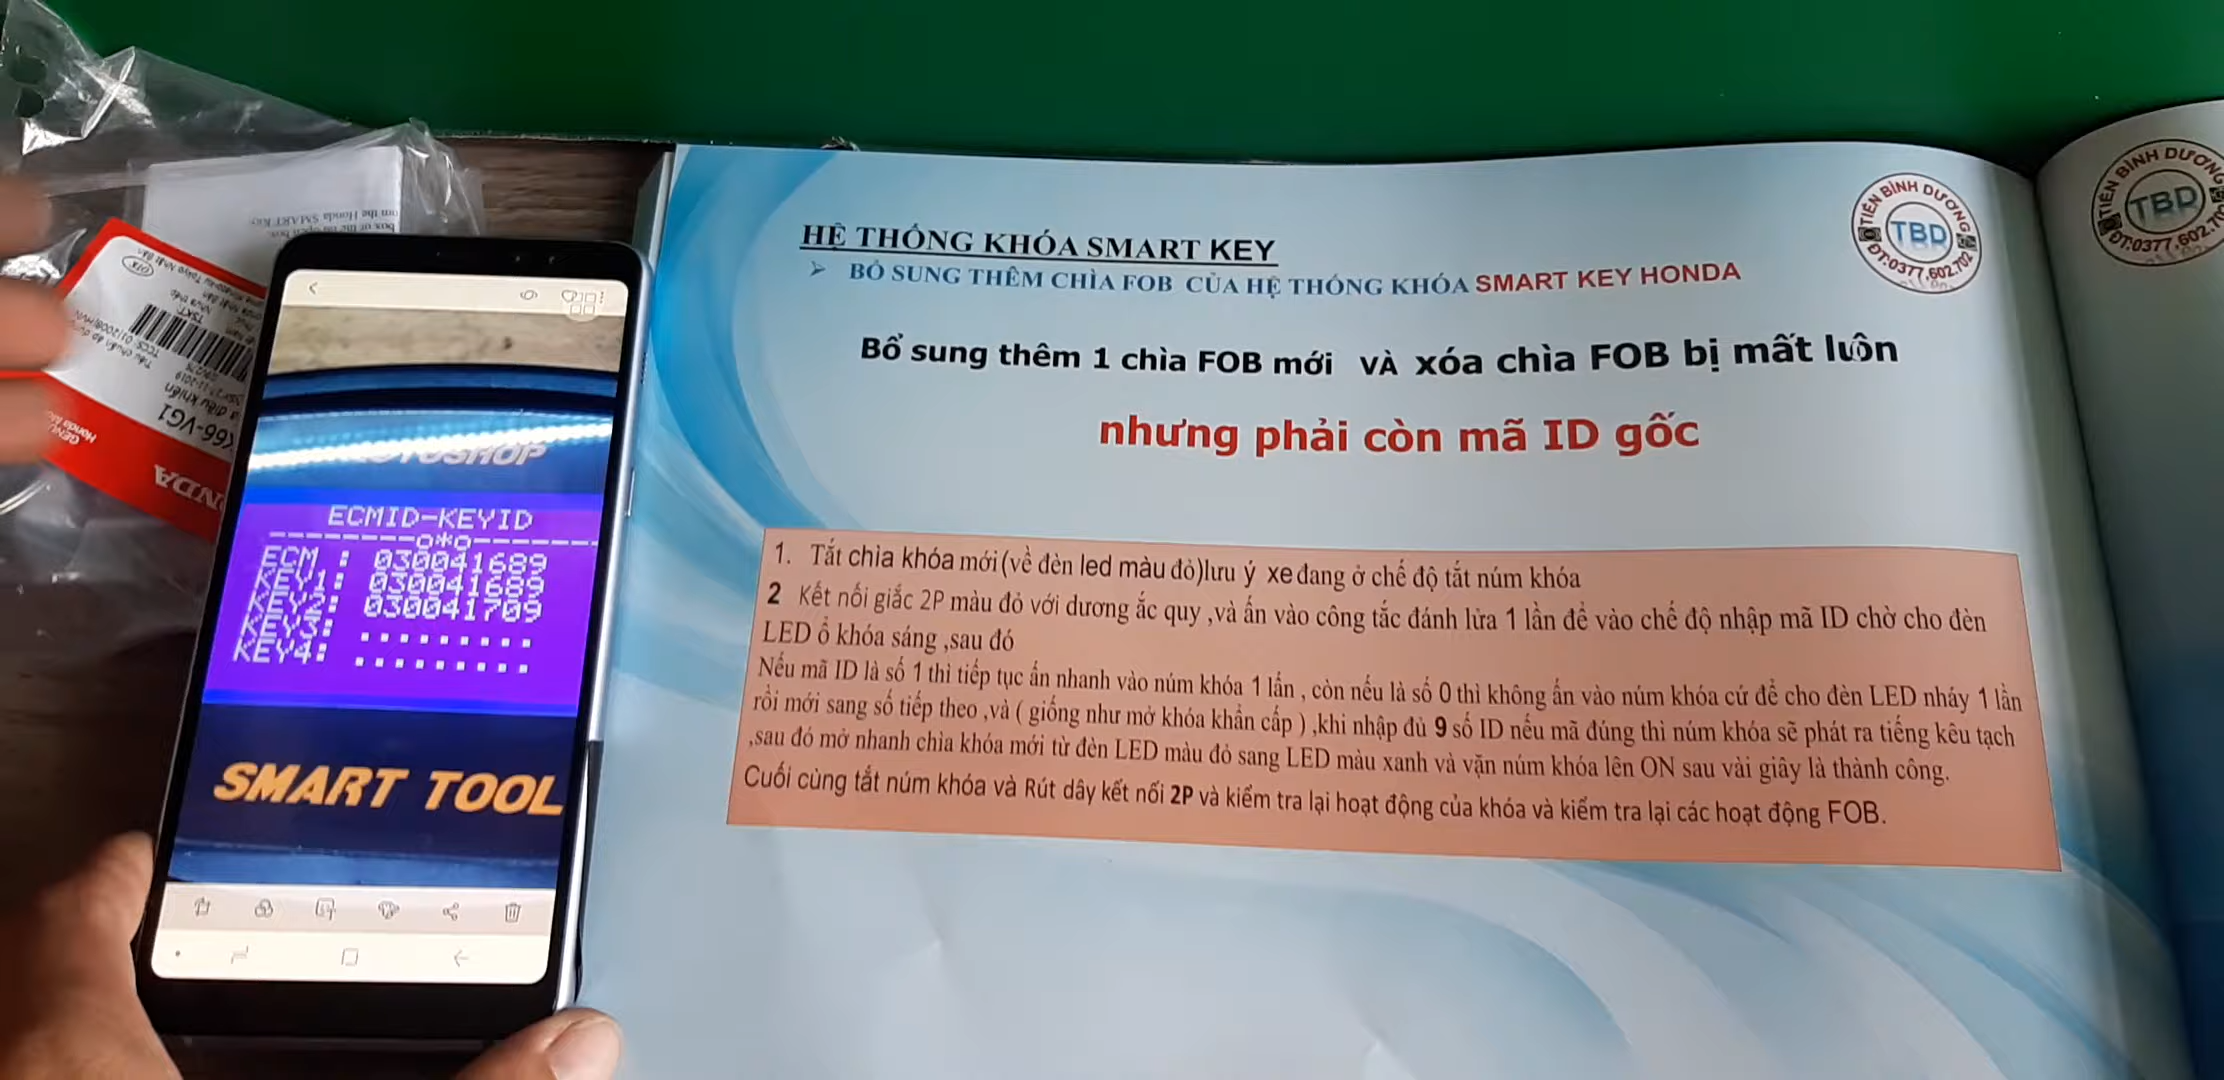 HỆ THỐNG KHÓA SMART KEY
➢ BỔ SUNG THÊM CHÌA FOB CỦA HỆ THỐNG KHÓA SMART KEY HONDA
Bổ sung thêm 1 chìa FOB mới VÀ xóa chìa FOB bị mất luôn
nhưng phải còn mã ID gốc
1. Tắt chìa khóa mới(về đèn led màu đỏ)lưu ý xe đang ở chế độ tắt núm khóa
2 Kết nối giắc 2P màu đỏ với dương ắc quy ,và ấn vào công tắc đánh lửa 1 lần để vào chế độ nhập mã ID chờ cho đèn
LED ổ khóa sáng ,sau đó
Nếu mã ID là số 1 thì tiếp tục ấn nhanh vào núm khóa 1 lần , còn nếu là số 0 thì không ấn vào núm khóa cứ để cho đèn LED nháy 1 lần
rồi mới sang số tiếp theo ,và ( giống như mở khóa khẩn cấp ) ,khi nhập đủ 9 số ID nếu mã đúng thì núm khóa sẽ phát ra tiếng kêu tạch
,sau đó mở nhanh chìa khóa mới từ đèn LED màu đỏ sang LED màu xanh và vặn núm khóa lên ON sau vài giây là thành công.
Cuối cùng tắt núm khóa và Rút dây kết nối 2P và kiểm tra lại hoạt động của khóa và kiểm tra lại các hoạt động FOB.
TIẾN BÌNH DƯƠNG
TBD
ĐT:0377,602.702
TIẾN BÌNH DƯƠNG
TBD
ĐT:0377,602.702
ECMID-KEYID
--------o*o-------
ECM : 030041689
KEY1: 030041689
KEY2: 030041709
KEY3: .........
KEY4: .........
SMART TOOL
K66-VG1